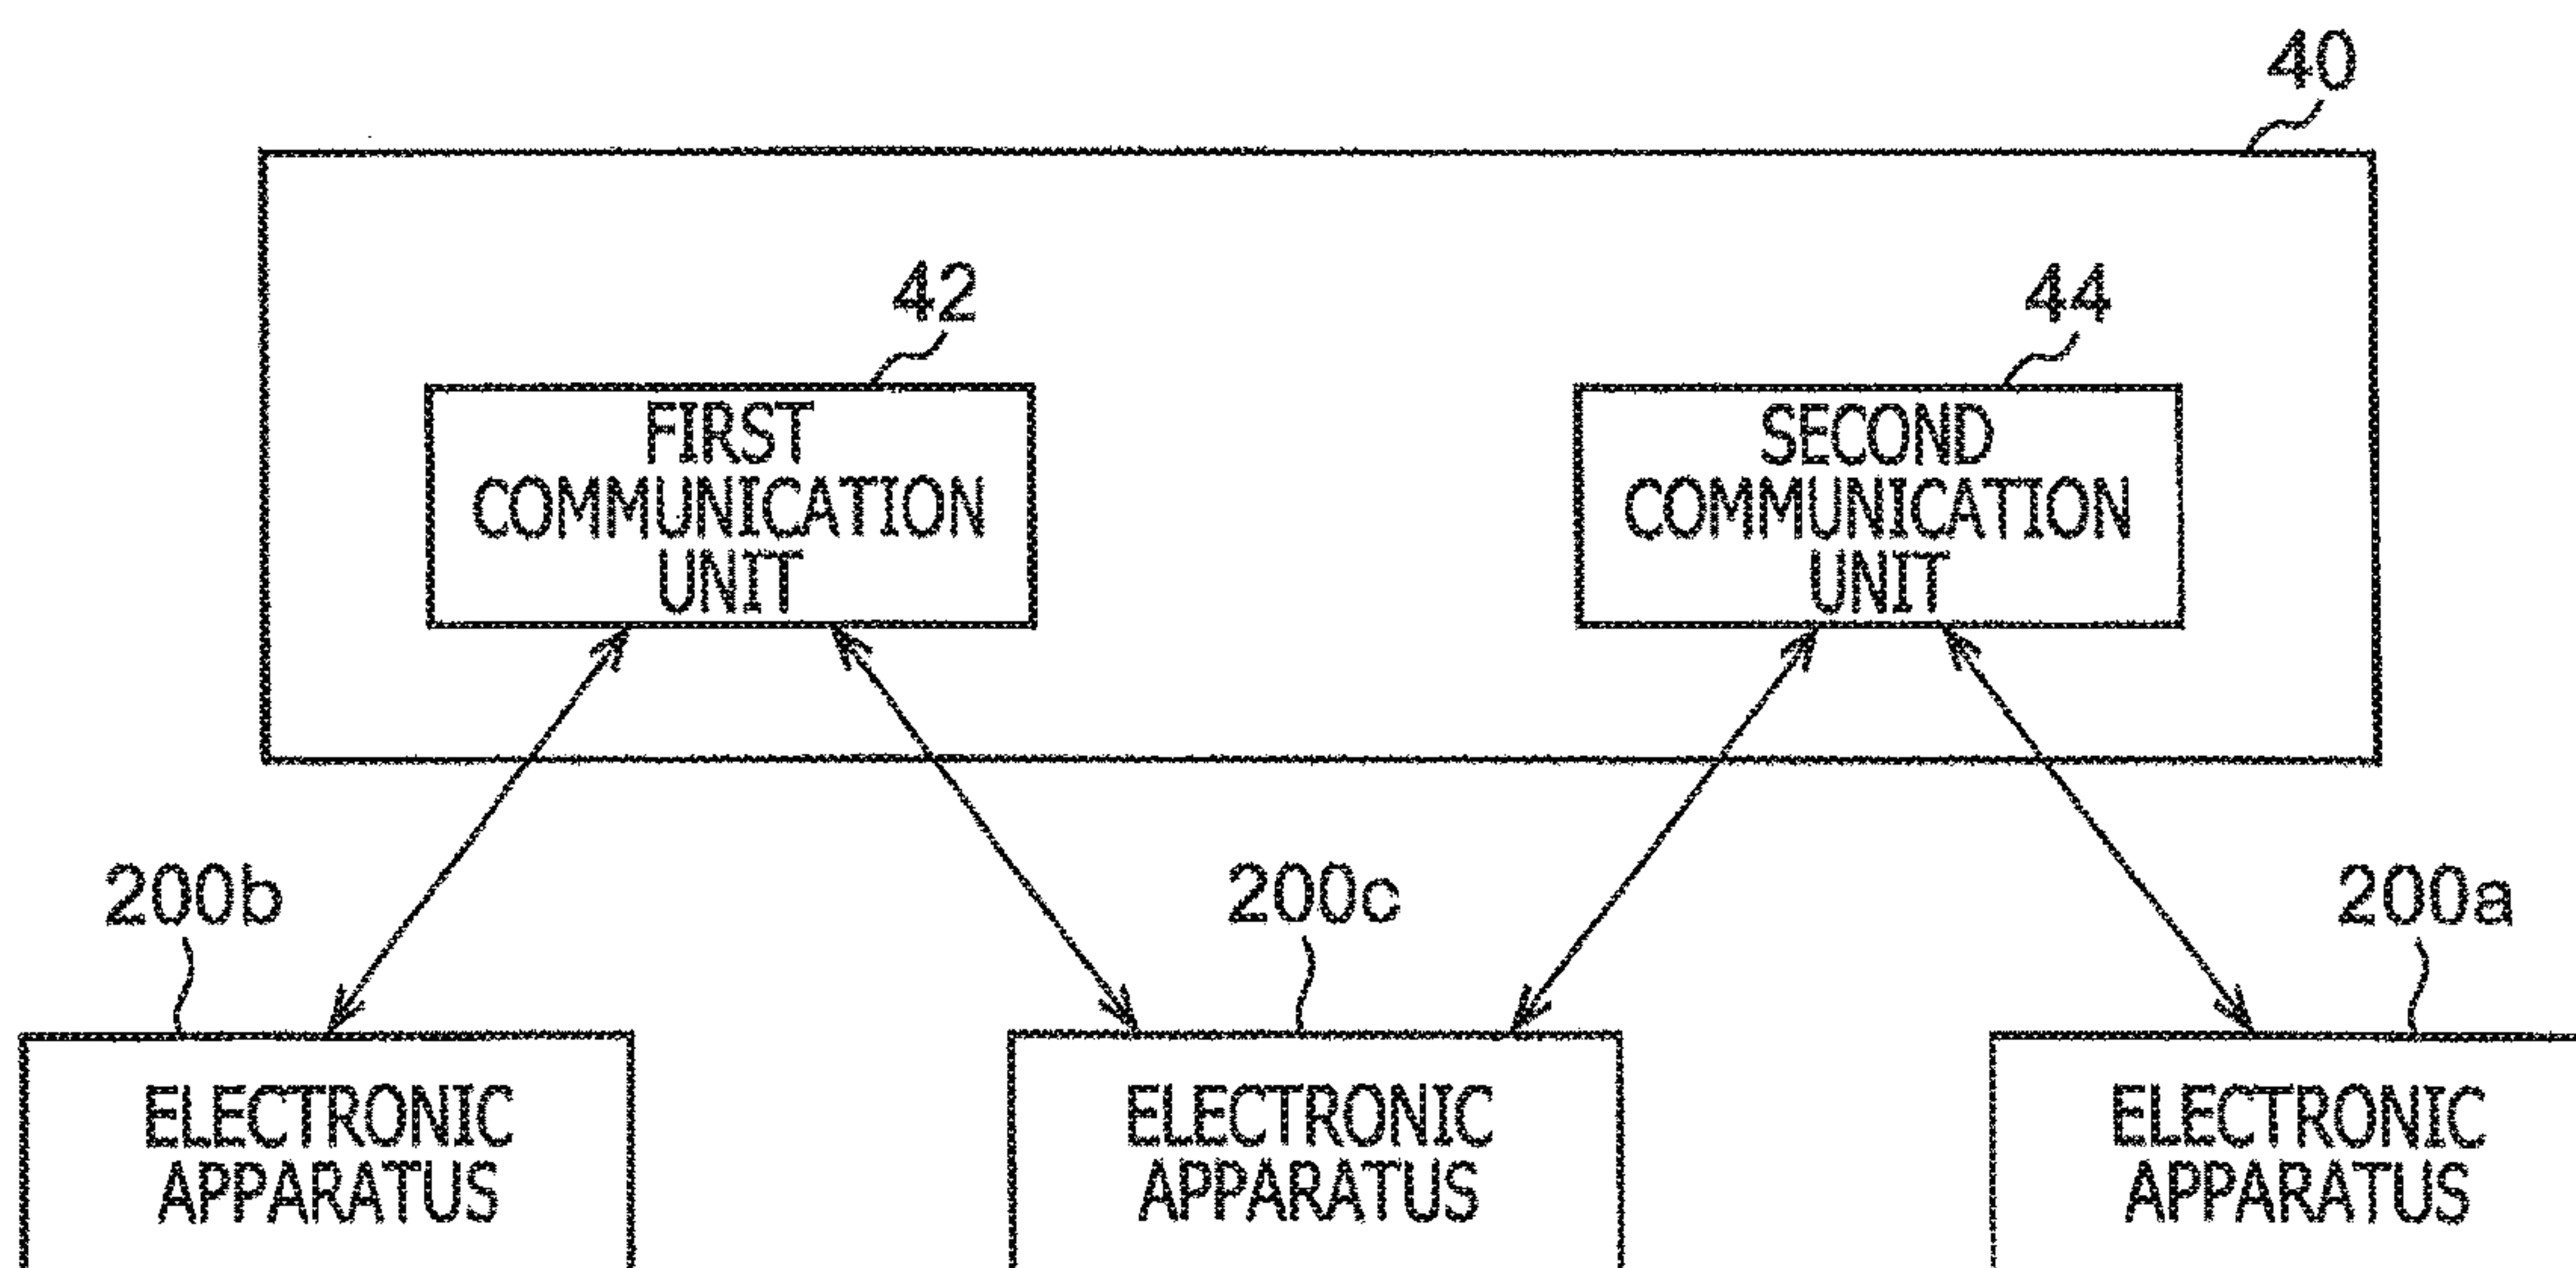 40
42
44
FIRST
COMMUNICATION
UNIT
SECOND
COMMUNICATION
UNIT
200b
200c
200a
ELECTRONIC
APPARATUS
ELECTRONIC
APPARATUS
ELECTRONIC
APPARATUS